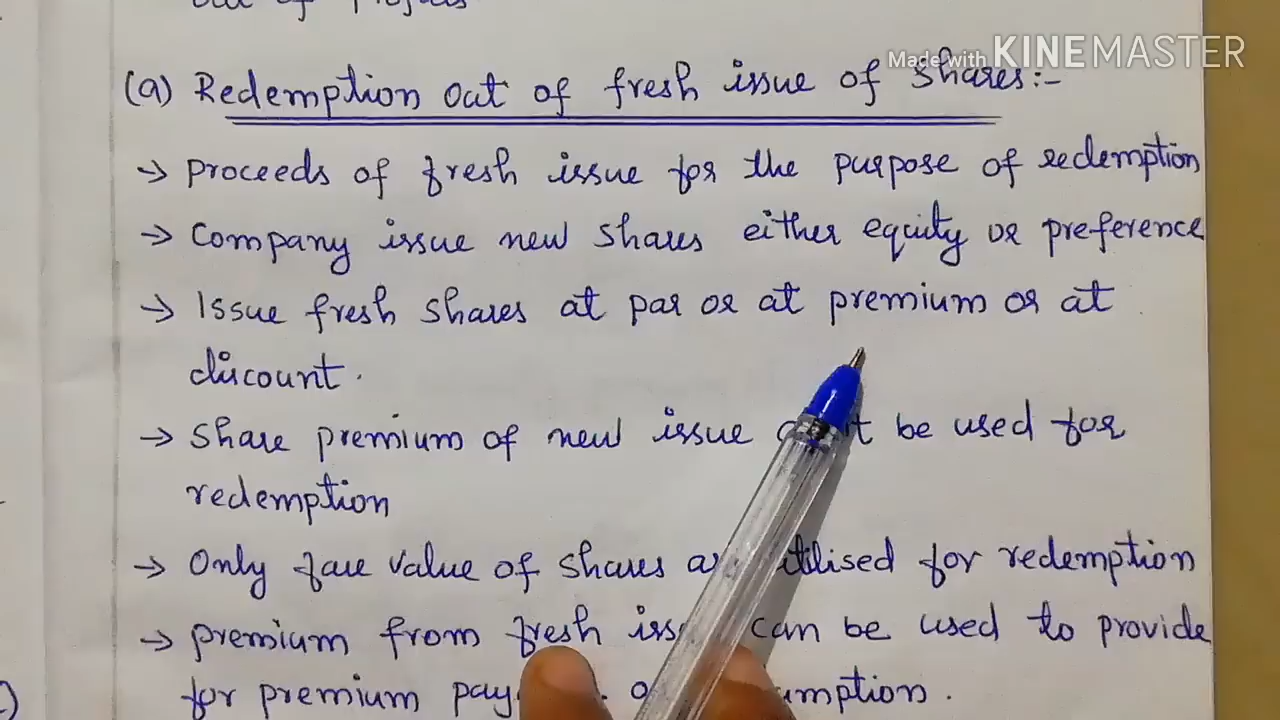 Made with KINEMASTER
(a) Redemption out of fresh issue of shares:-
→ proceeds of fresh issue for the purpose of redemption
→ Company issue new shares either equity or preference
→ Issue fresh shares at par or at premium or at
discount.
→ Share premium of new issue be used for
redemption
→ Only face value of shares utilised for redemption
→ premium from fresh can be used to provide
for premium